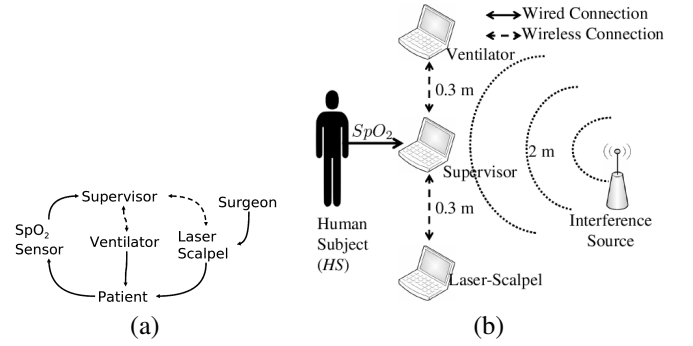 Supervisor
Surgeon
SpO2
Sensor
Ventilator
Laser
Scalpel
Patient
(a)
Wired Connection
Wireless Connection
Ventilator
0.3 m
SpO2
Supervisor
2 m
0.3 m
Human
Subject
(HS)
Interference
Source
Laser-Scalpel
(b)